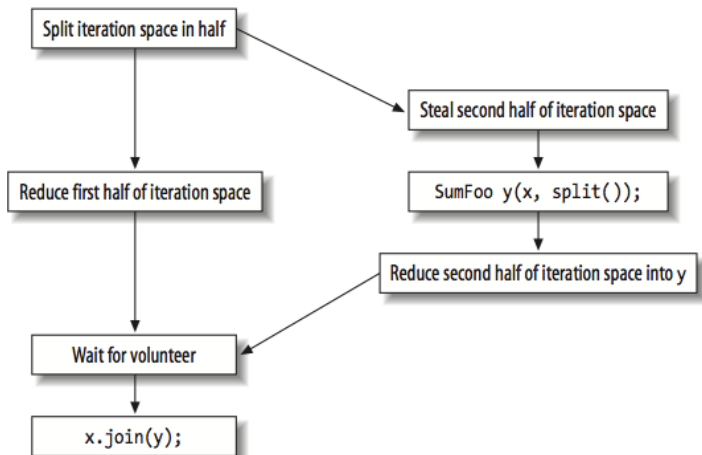 Split iteration space in half
Steal second half of iteration space
Reduce first half of iteration space
SumFoo y(x, split());
Reduce second half of iteration space into y
Wait for volunteer
x.join(y);